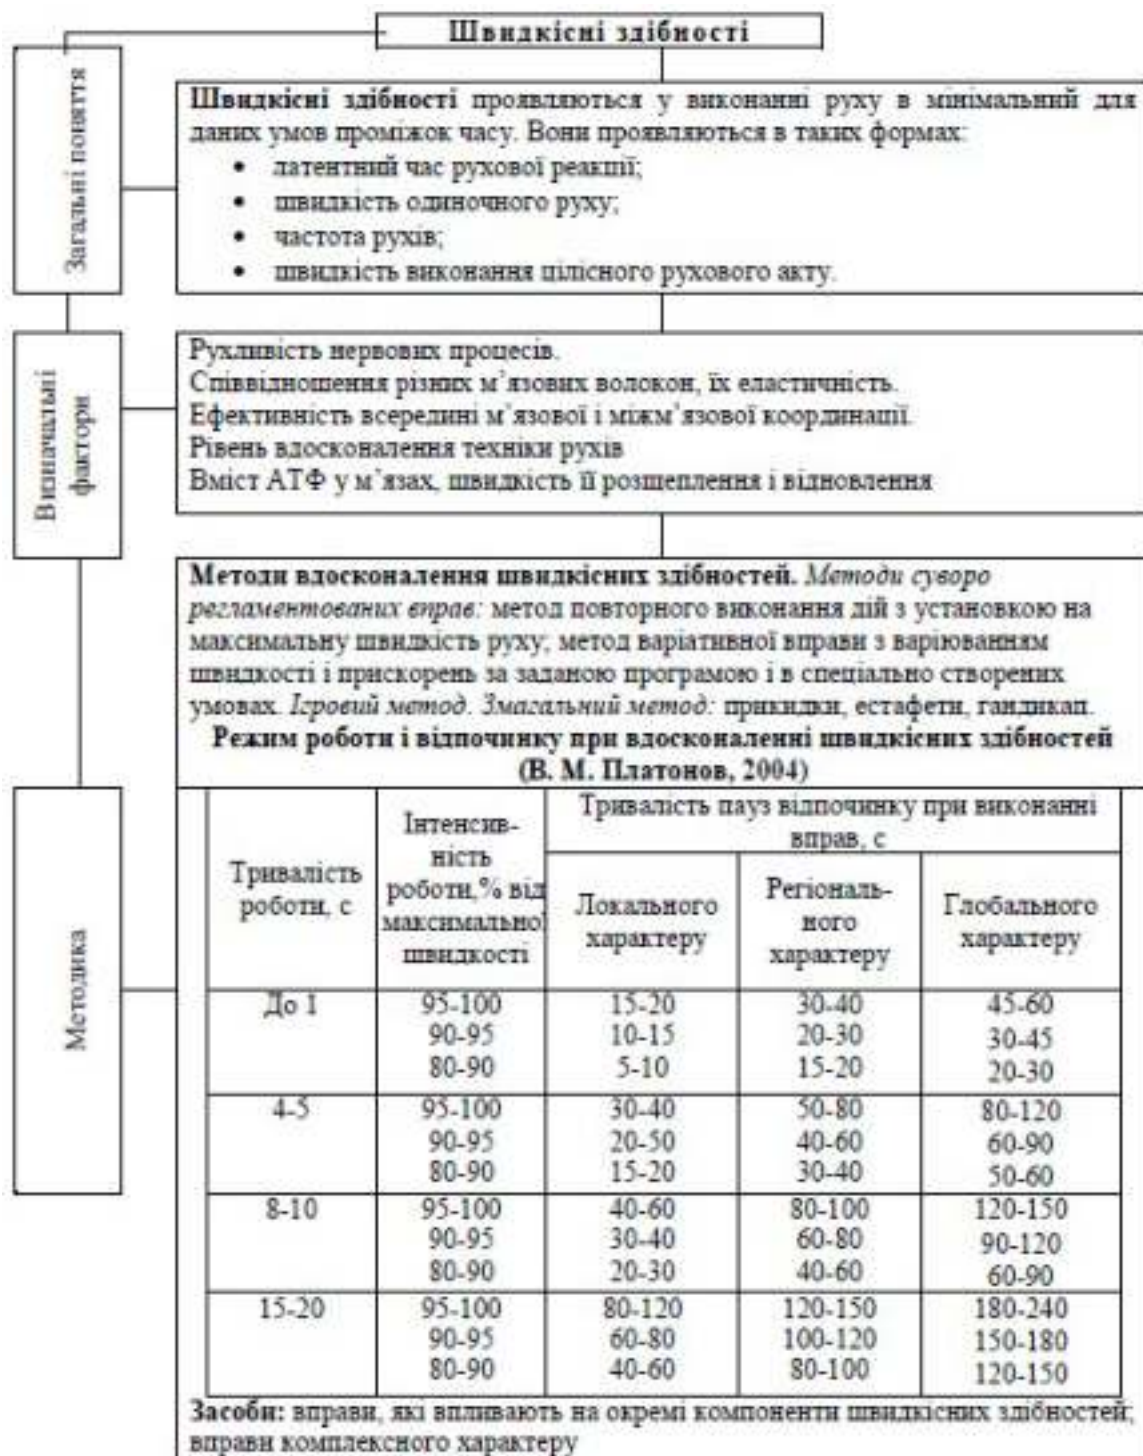 Швидкісні здібності
Загальні поняття
Швидкісні здібності проявляються у виконанні руху в мінімальний для
даних умов проміжок часу. Вони проявляються в таких формах:
• латентний час рухової реакції;
• швидкість одиночного руху;
• частота рухів;
• швидкість виконання цілісного рухового акту.
Визначальні
фактори
Рухливість нервових процесів.
Співвідношення різних м’язових волокон, їх еластичність.
Ефективність всередині м’язової і міжм’язової координації.
Рівень вдосконалення техніки рухів
Вміст АТФ у м’язах, швидкість її розщеплення і відновлення
Методика
Методи вдосконалення швидкісних здібностей. Методи суворо
регламентованих вправ: метод повторного виконання дій з установкою на
максимальну швидкість руху; метод варіативної вправи з варіюванням
швидкості і прискорень за заданою програмою і в спеціально створених
умовах. Ігровий метод. Змагальний метод: прикидки, естафети, гандикап.
Режим роботи і відпочинку при вдосконаленні швидкісних здібностей
(В. М. Платонов, 2004)
Тривалість
роботи, с
Інтенсив-
ність
роботи,% від
максимально
швидкості
Тривалість пауз відпочинку при виконанні
вправ, с
Локального
характеру
Регіональ-
ного
характеру
Глобального
характеру
До 1 95-100 15-20 30-40 45-60
90-95 10-15 20-30 30-45
80-90 5-10 15-20 20-30
4-5 95-100 30-40 50-80 80-120
90-95 20-50 40-60 60-90
80-90 15-20 30-40 50-60
8-10 95-100 40-60 80-100 120-150
90-95 30-40 60-80 90-120
80-90 20-30 40-60 60-90
15-20 95-100 80-120 120-150 180-240
90-95 60-80 100-120 150-180
80-90 40-60 80-100 120-150
Засоби: вправи, які впливають на окремі компоненти швидкісних здібностей;
вправи комплексного характеру